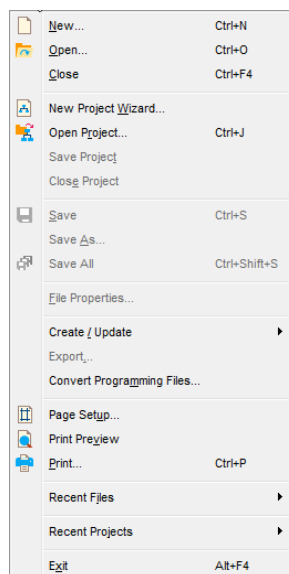 New... Ctrl+N
Open... Ctrl+O
Close Ctrl+F4
New Project Wizard...
Open Project... Ctrl+J
Save Project
Close Project
Save Ctrl+S
Save As...
Save All Ctrl+Shift+S
File Properties...
Create / Update
Export...
Convert Programming Files...
Page Setup...
Print Preview
Print... Ctrl+P
Recent Files
Recent Projects
Exit Alt+F4